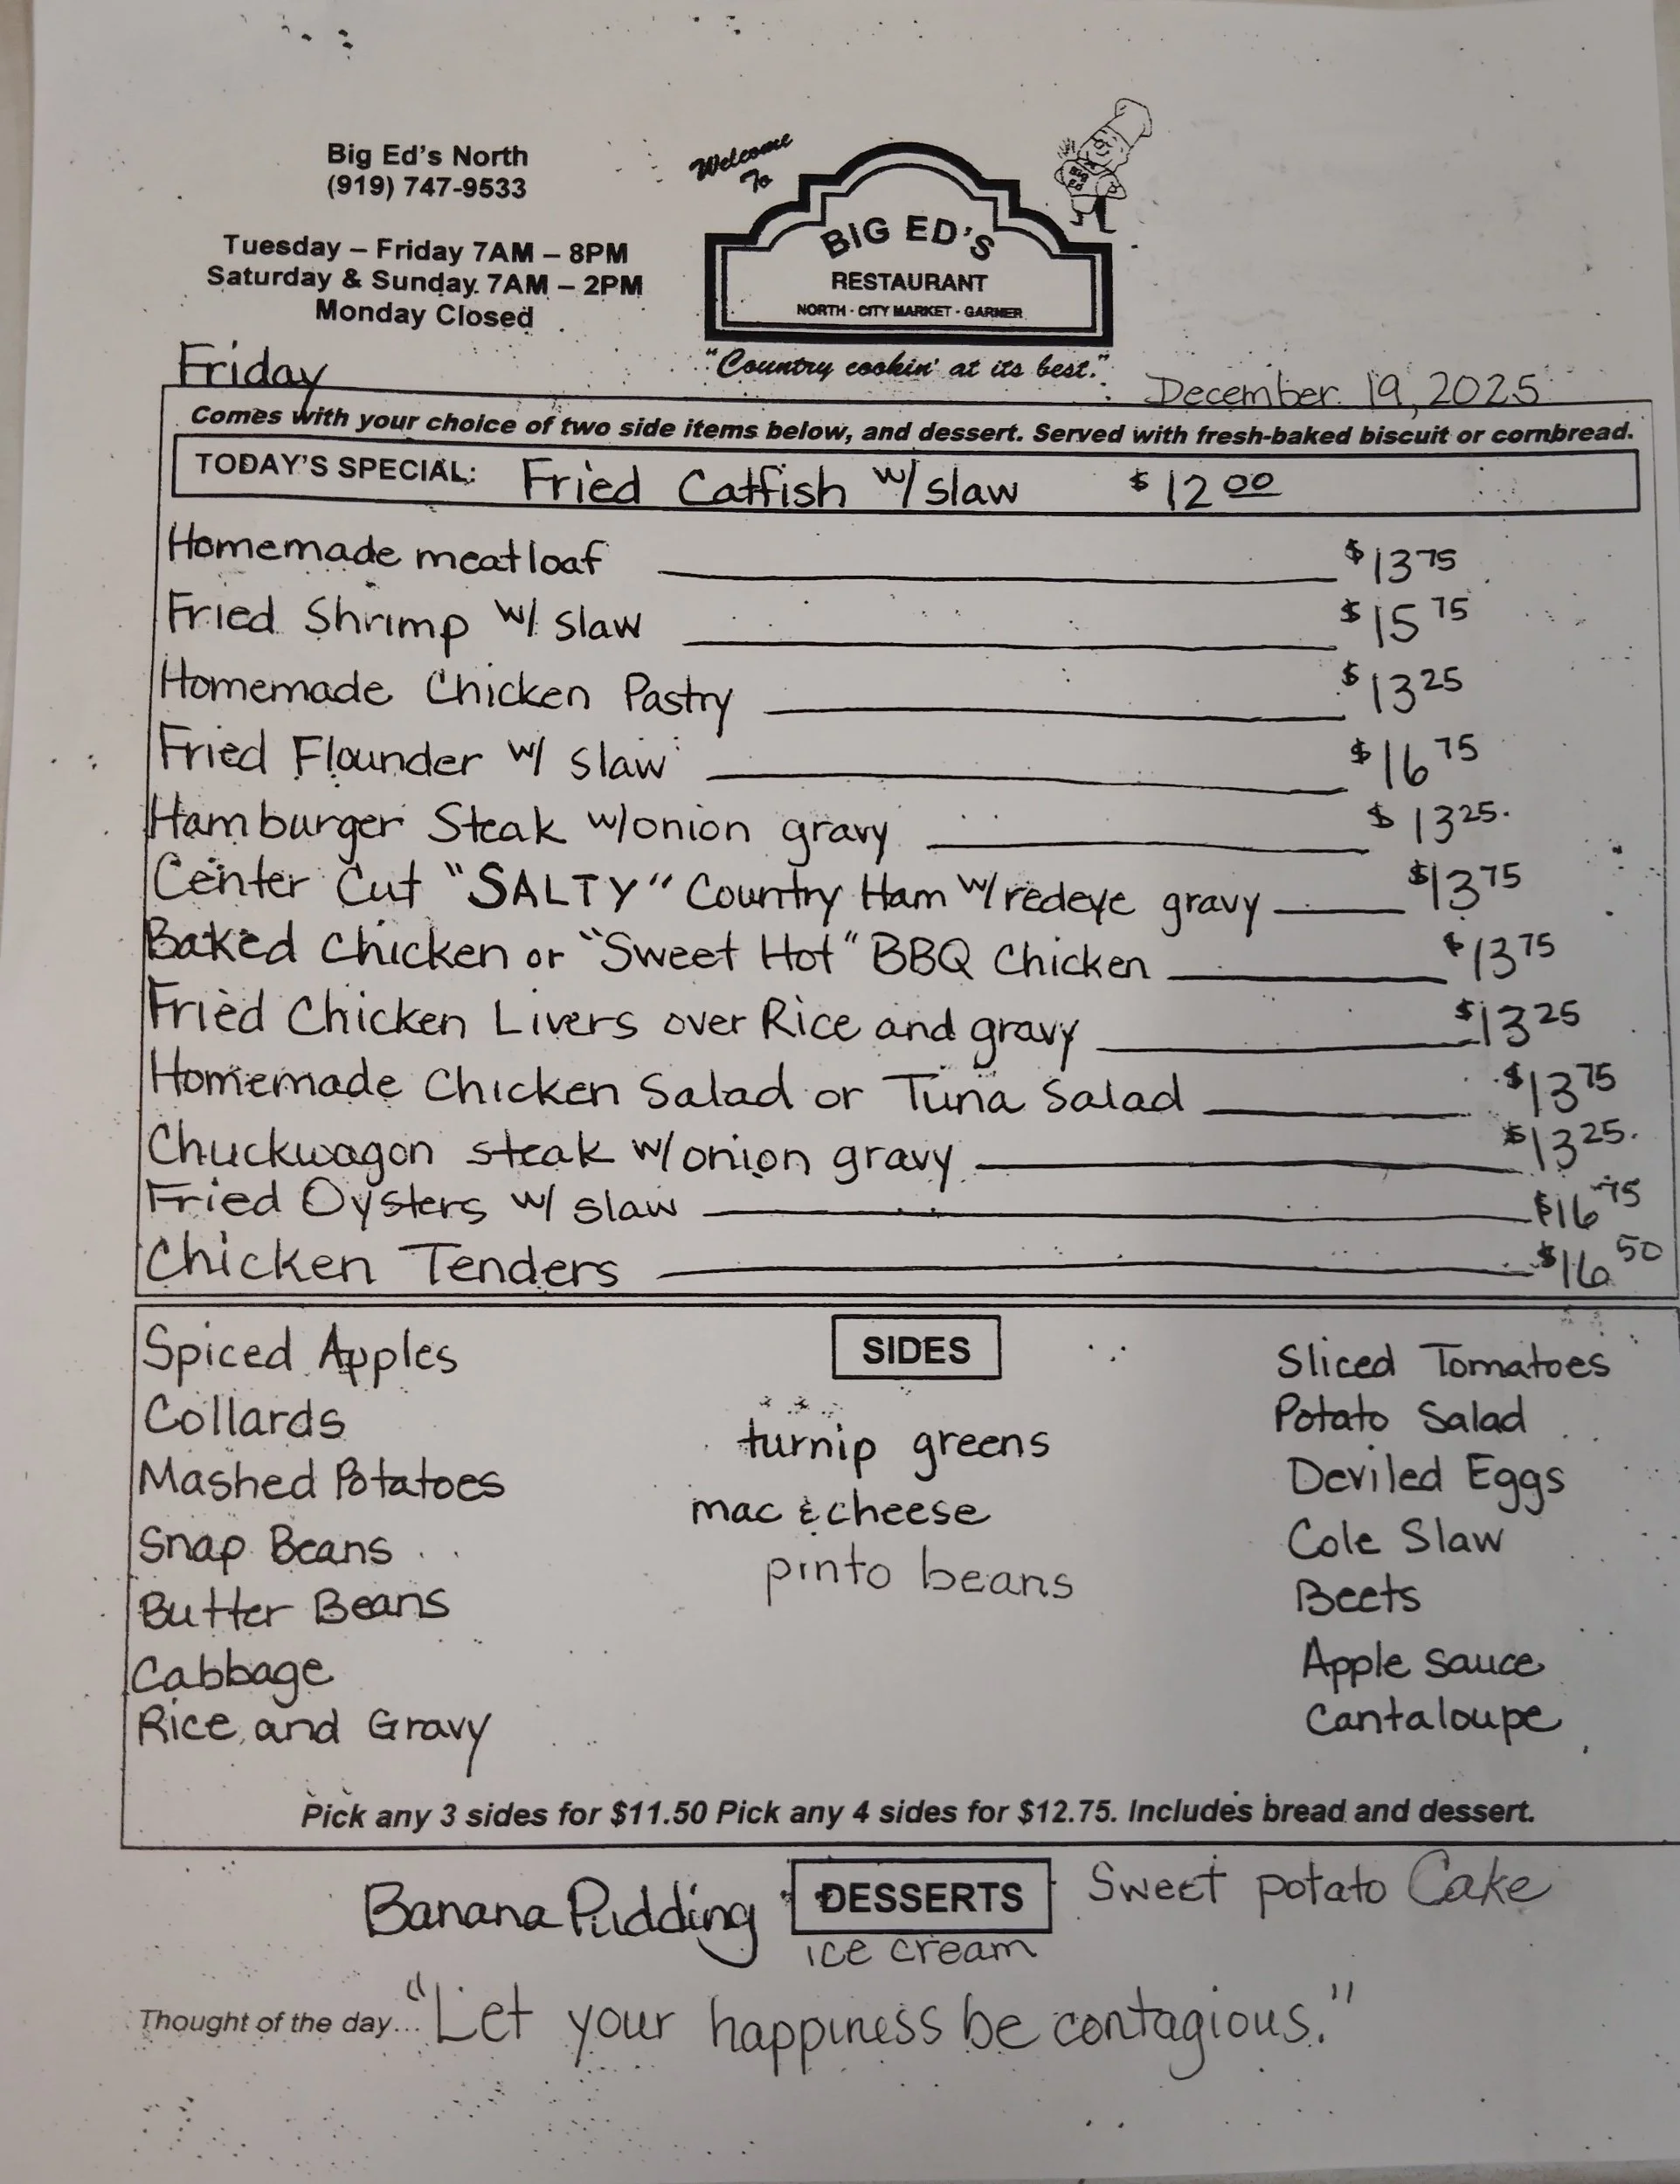 Big Ed's North
(919) 747-9533
Tuesday – Friday 7AM – 8PM
Saturday & Sunday 7AM – 2PM
Monday Closed
Welcome
To
BIG ED'S
RESTAURANT
NORTH - CITY MARKET - GARNER
BIG
ED
"Country cookin' at its best."
Friday
December 19, 2025
Comes with your choice of two side items below, and dessert. Served with fresh-baked biscuit or cornbread.
TODAY'S SPECIAL: Fried Catfish w/ slaw $12 00
Homemade meatloaf $13 75
Fried Shrimp w/ slaw $15 75
Homemade Chicken Pastry $13 25
Fried Flounder w/ slaw $16 75
Hamburger Steak w/onion gravy $13 25
Center Cut "SALTY" Country Ham w/redeye gravy $13 75
Baked Chicken or "Sweet Hot" BBQ Chicken $13 75
Fried Chicken Livers over Rice and gravy $13 25
Homemade Chicken Salad or Tuna Salad $13 75
Chuckwagon steak w/onion gravy $13 25
Fried Oysters w/ slaw $16 75
Chicken Tenders $16 50
SIDES
Spiced Apples
Collards
Mashed Potatoes
Snap Beans
Butter Beans
Cabbage
Rice and Gravy
turnip greens
mac & cheese
pinto beans
Sliced Tomatoes
Potato Salad
Deviled Eggs
Cole Slaw
Beets
Apple Sauce
Cantaloupe
Pick any 3 sides for $11.50 Pick any 4 sides for $12.75. Includes bread and dessert.
DESSERTS
Banana Pudding
ice cream
Sweet potato Cake
Thought of the day... "Let your happiness be contagious."